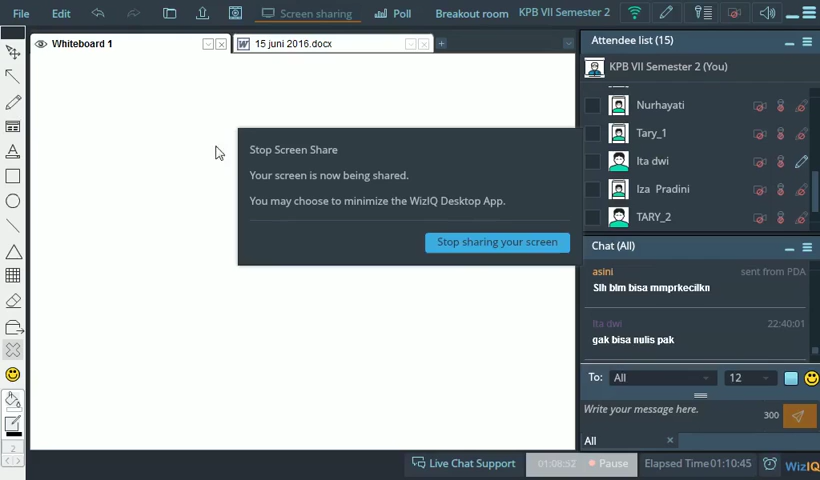 File Edit Screen sharing Poll Breakout room KPB VII Semester 2
Whiteboard 1
15 juni 2016.docx
Stop Screen Share
Your screen is now being shared.
You may choose to minimize the WizIQ Desktop App.
Stop sharing your screen
Attendee list (15)
KPB VII Semester 2 (You)
Nurhayati
Tary_1
Ita dwi
Iza Pradini
TARY_2
Chat (All)
asini sent from PDA
Slh blm bisa mmprkecilkn
Ita dwi 22:40:01
gak bisa nulis pak
To: All 12
Write your message here. 300
All
2
Live Chat Support 01:08:52 Pause Elapsed Time 01:10:45 WizIQ